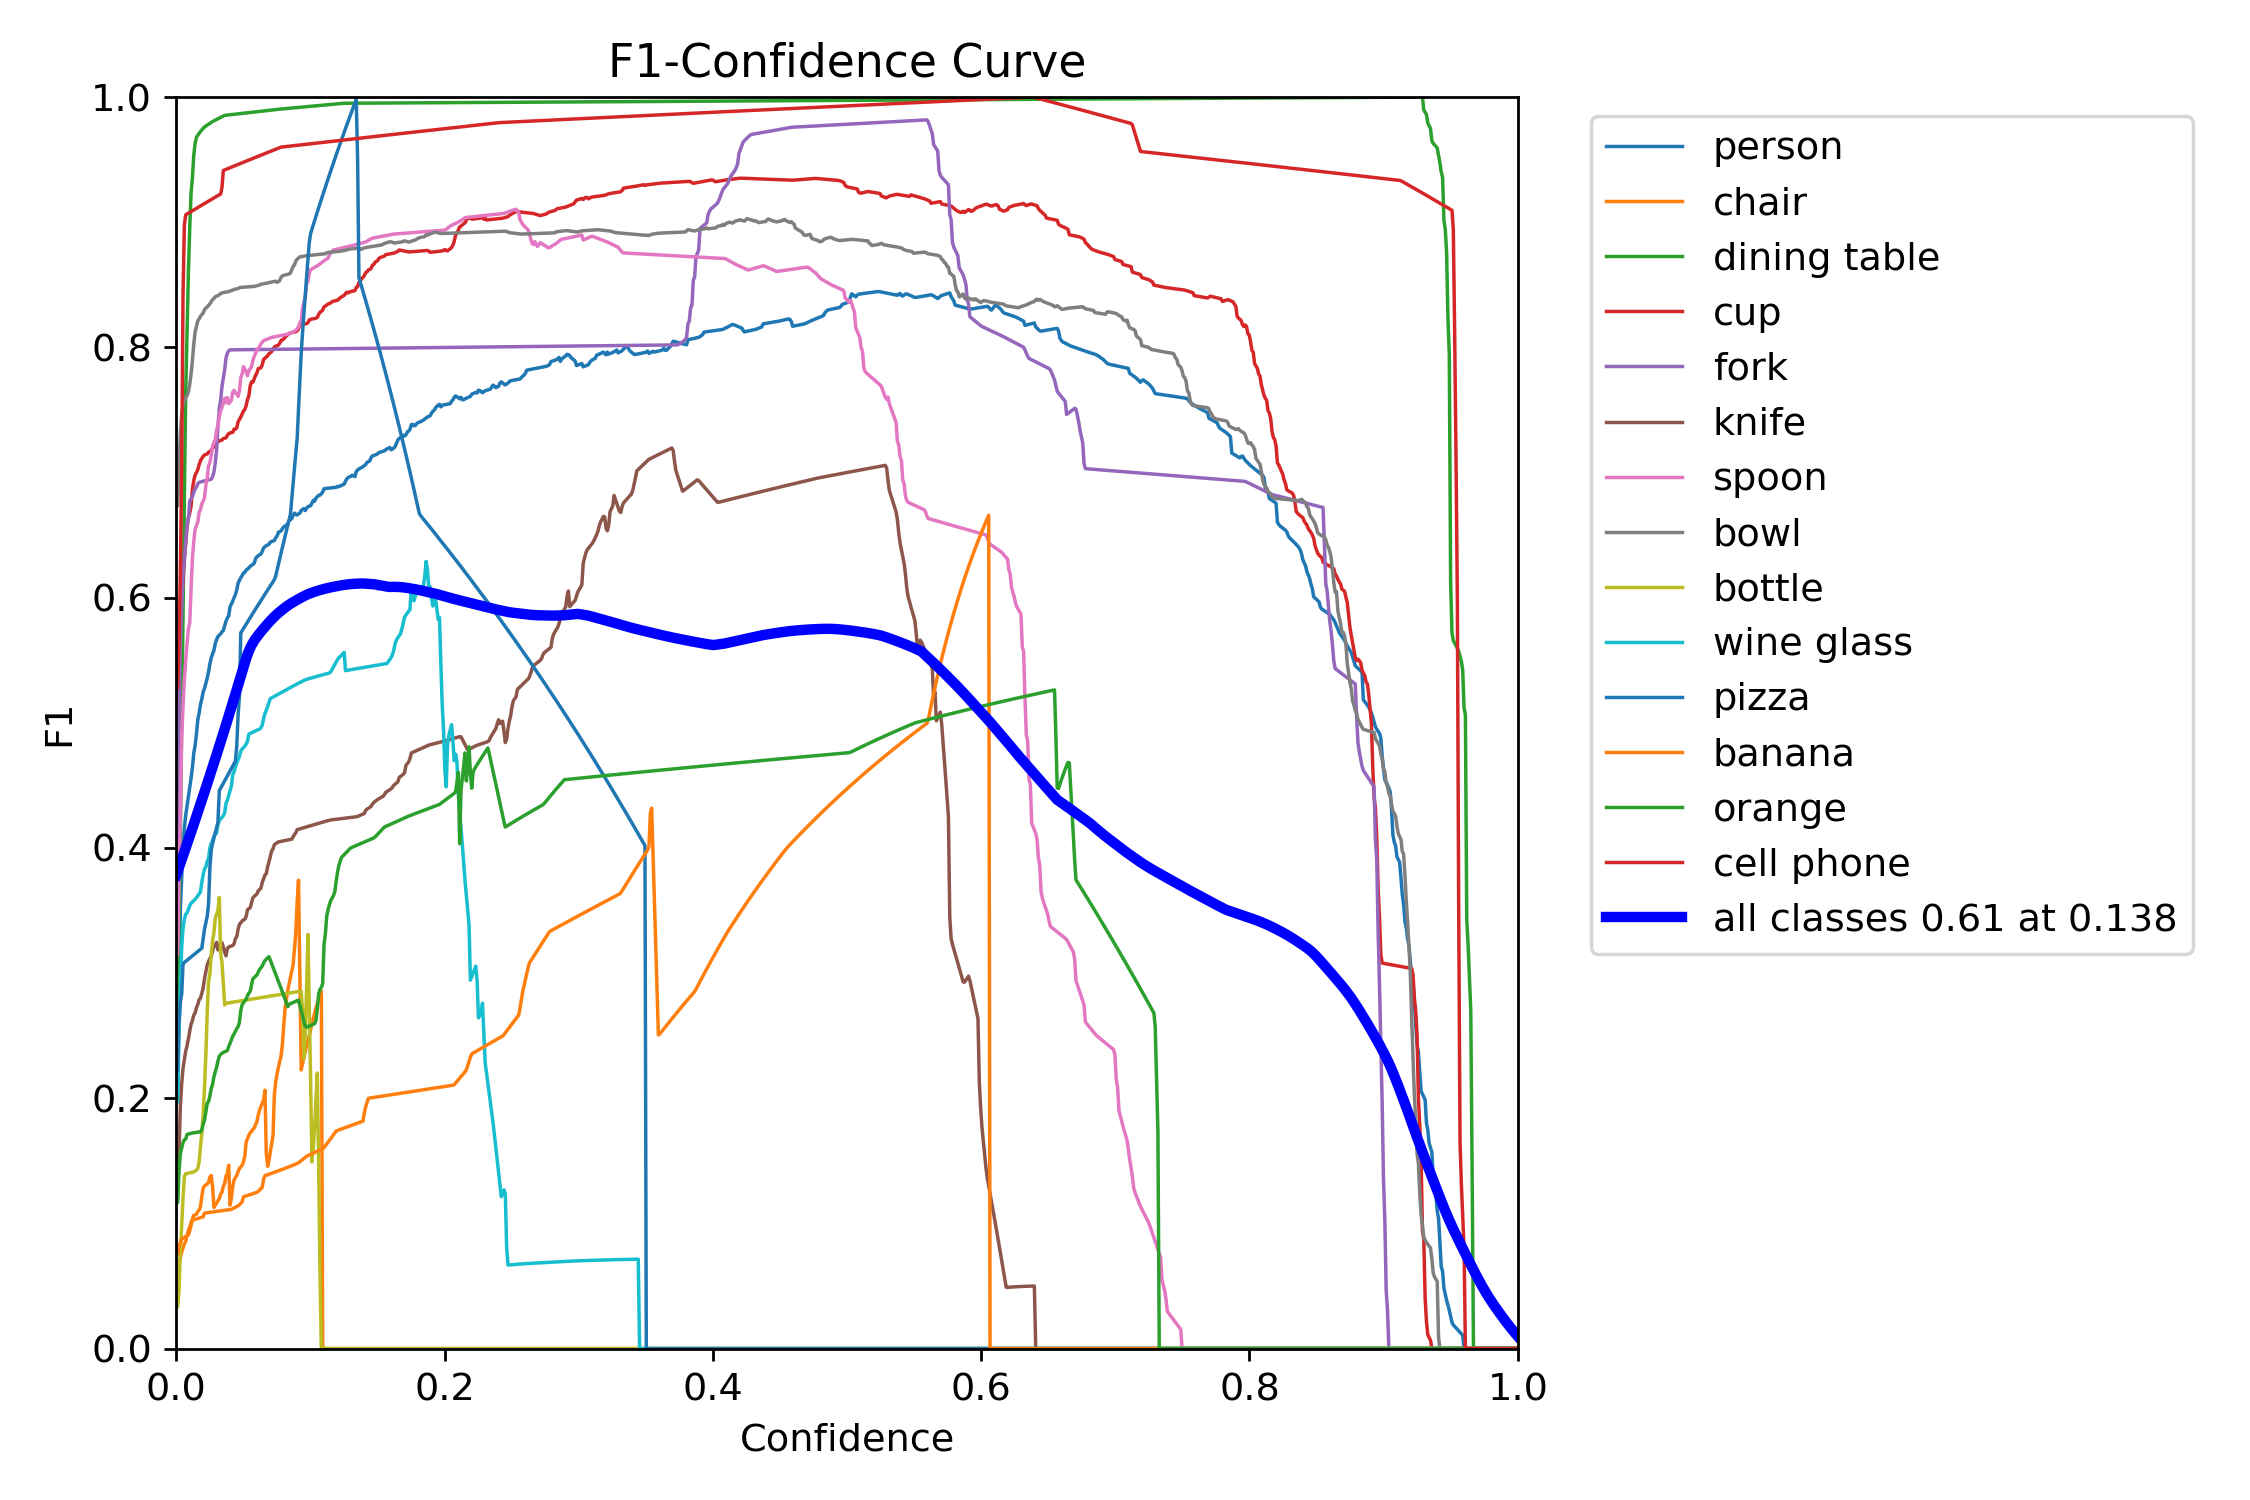 F1-Confidence Curve
1.0
0.8
0.6
0.4
0.2
0.0
F1
0.0 0.2 0.4 0.6 0.8 1.0
Confidence
person
chair
dining table
cup
fork
knife
spoon
bowl
bottle
wine glass
pizza
banana
orange
cell phone
all classes 0.61 at 0.138